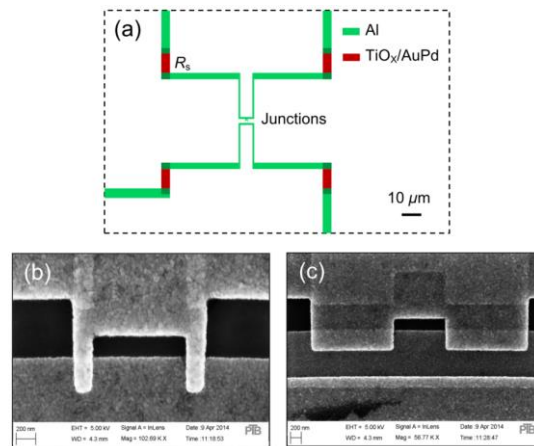 (a)
Al
TiOX/AuPd
Rs
Junctions
10 µm
(b)
(c)
200 nm
EHT = 5.00 kV
Signal A = InLens
Date :9 Apr 2014
WD = 4.3 mm
Mag = 102.69 K X
Time :11:18:53
PTB
200 nm
EHT = 5.00 kV
Signal A = InLens
Date :9 Apr 2014
WD = 4.3 mm
Mag = 58.77 K X
Time :11:28:47
PTB